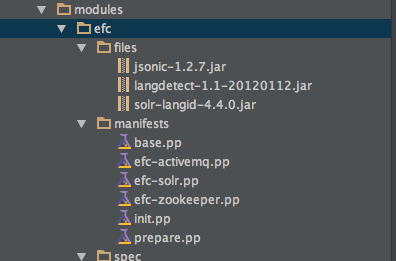 modules
efc
files
jsonic-1.2.7.jar
langdetect-1.1-20120112.jar
solr-langid-4.4.0.jar
manifests
base.pp
efc-activemq.pp
efc-solr.pp
efc-zookeeper.pp
init.pp
prepare.pp
spec